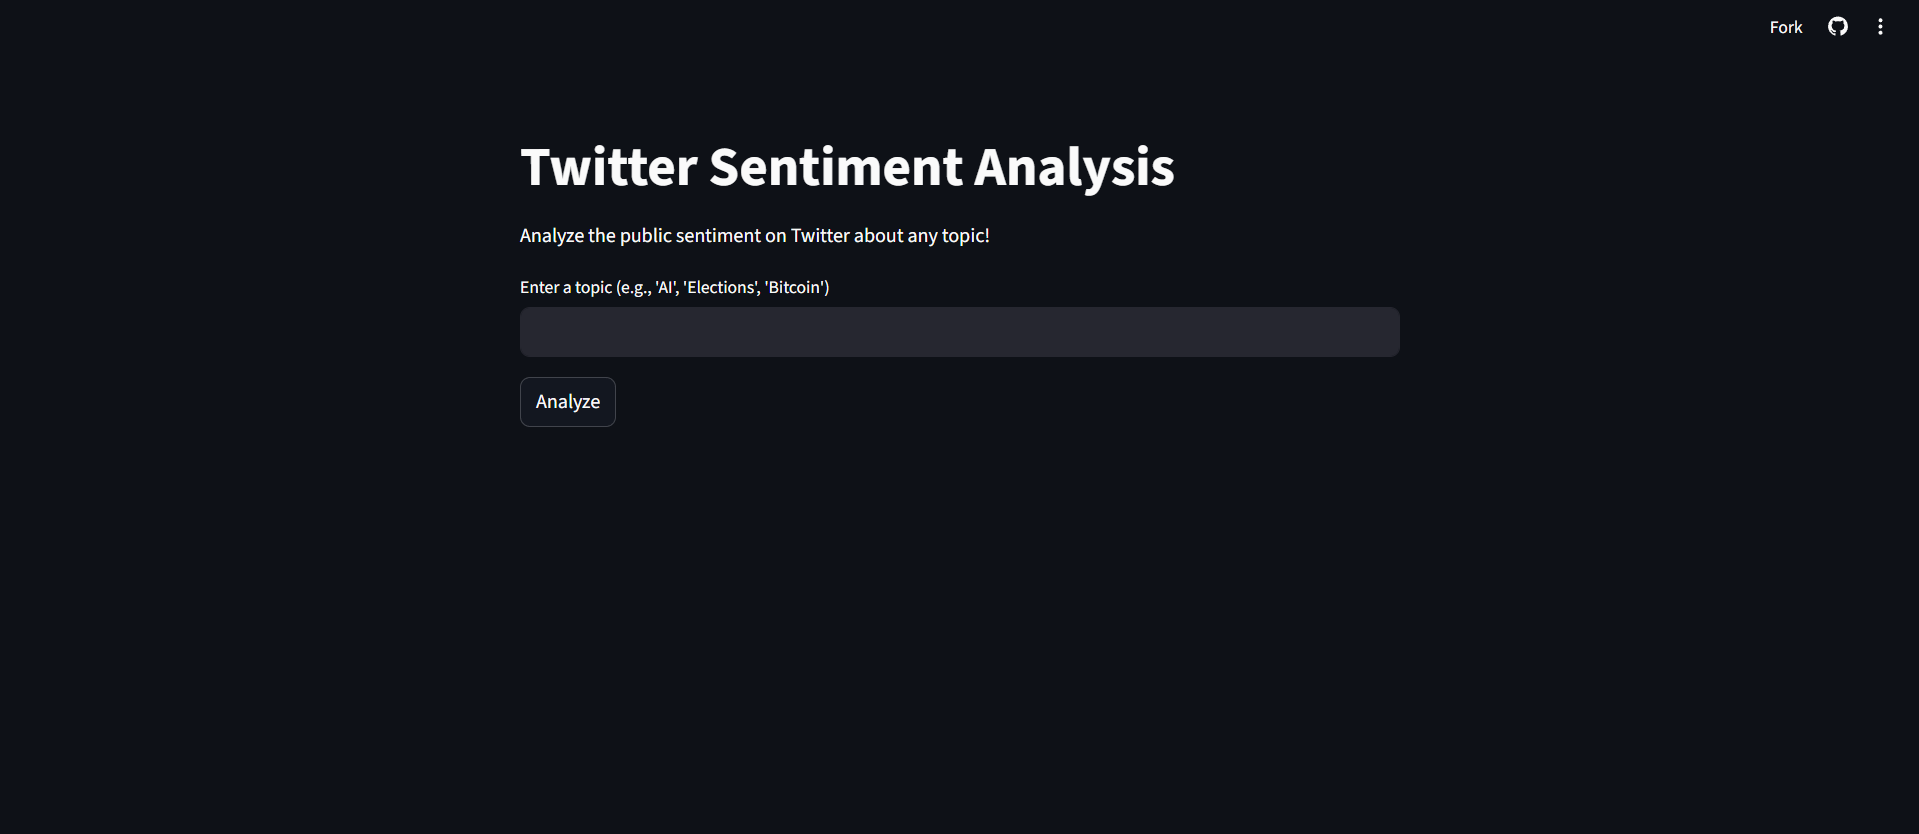 Fork
Twitter Sentiment Analysis
Analyze the public sentiment on Twitter about any topic!
Enter a topic (e.g., 'AI', 'Elections', 'Bitcoin')
Analyze